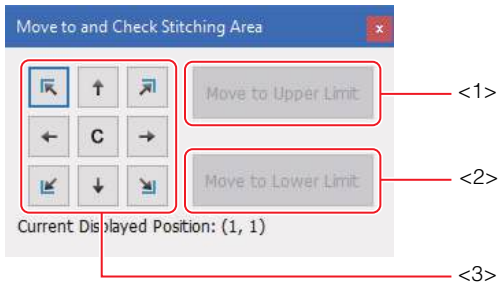 Move to and Check Stitching Area
x
Move to Upper Limit
<1>
C
Move to Lower Limit
<2>
Current Displayed Position: (1, 1)
<3>